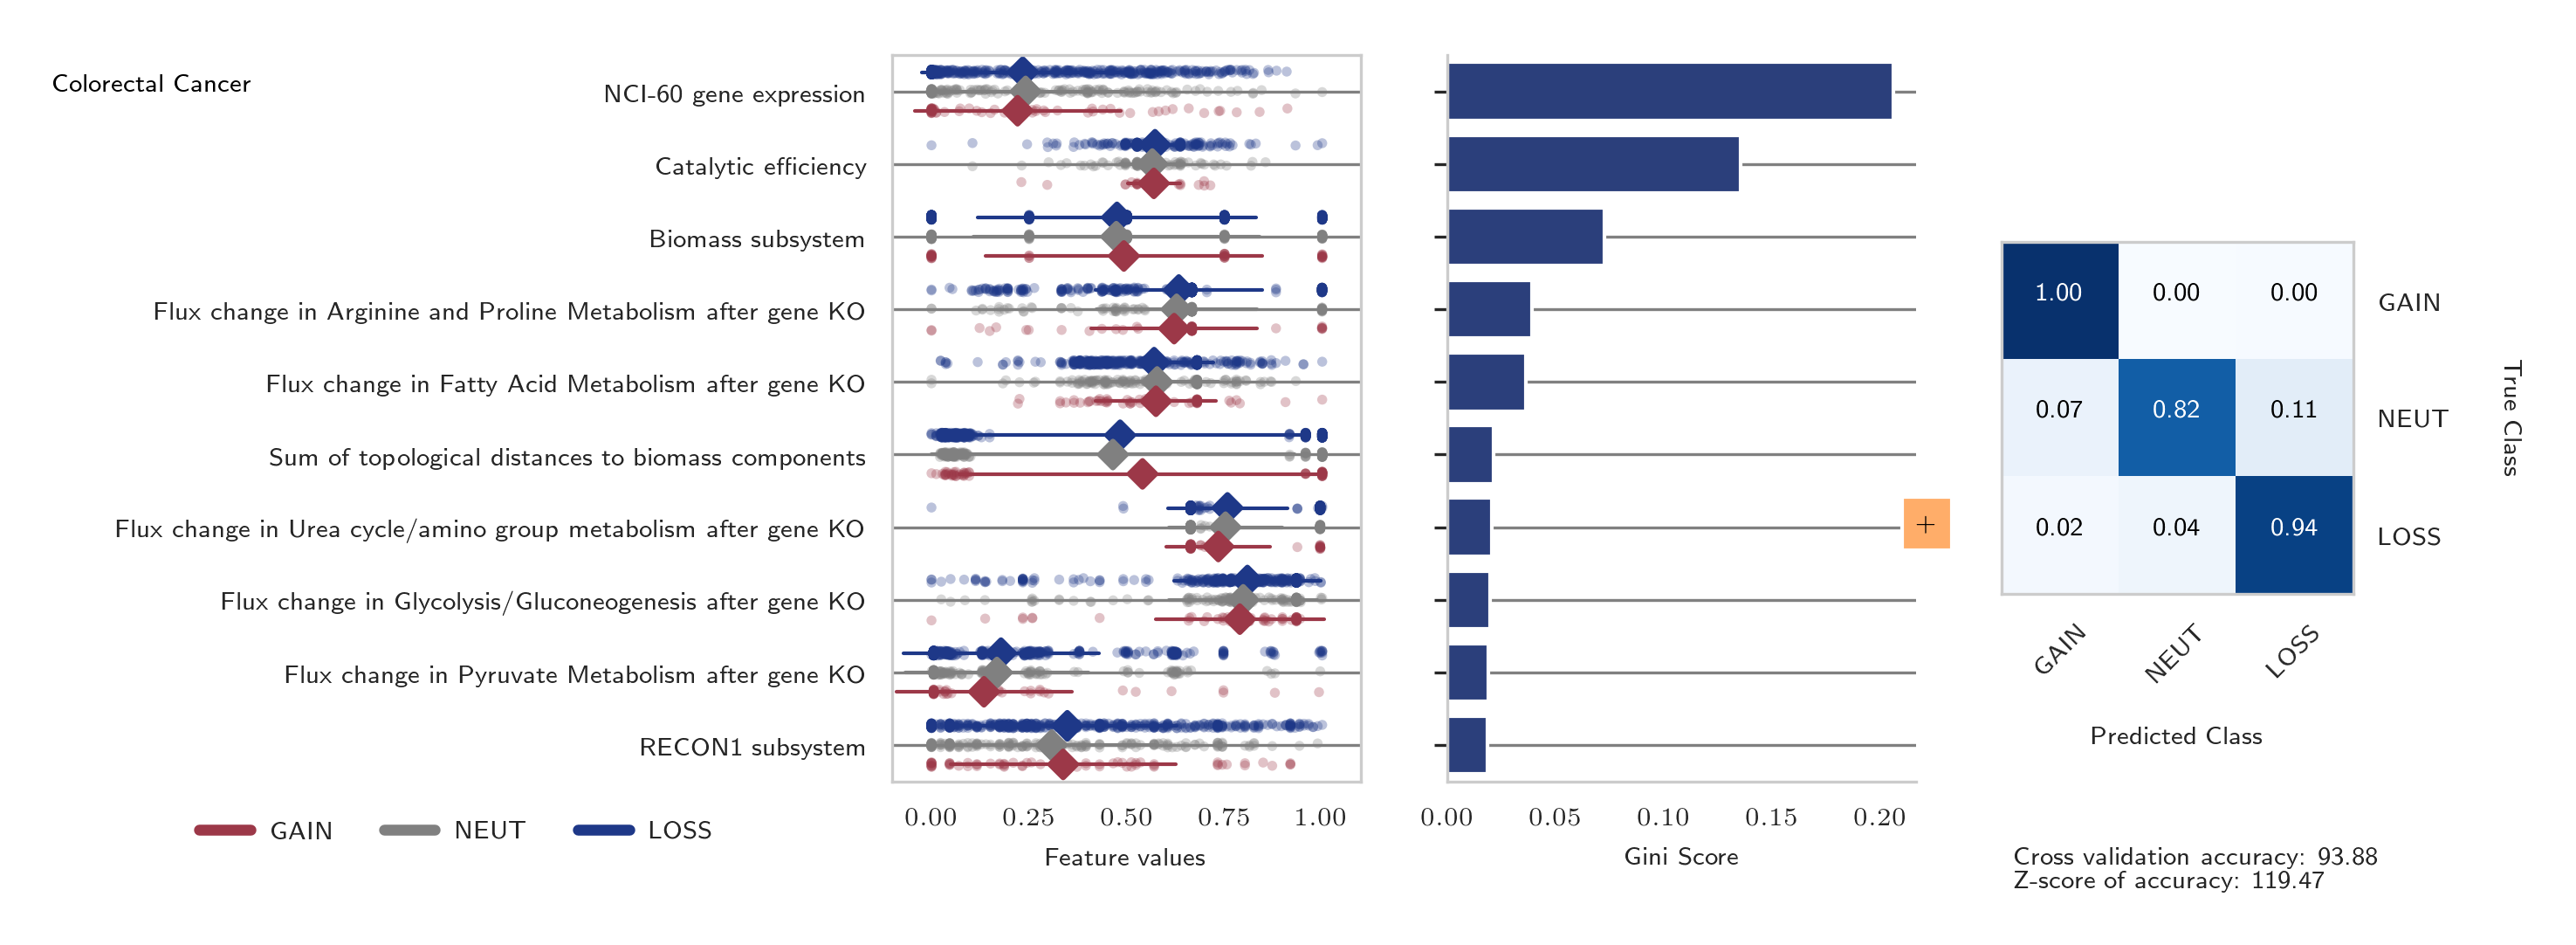 Colorectal Cancer
NCI-60 gene expression
Catalytic efficiency
Biomass subsystem
Flux change in Arginine and Proline Metabolism after gene KO
Flux change in Fatty Acid Metabolism after gene KO
Sum of topological distances to biomass components
Flux change in Urea cycle/amino group metabolism after gene KO
Flux change in Glycolysis/Gluconeogenesis after gene KO
Flux change in Pyruvate Metabolism after gene KO
RECON1 subsystem
GAIN NEUT LOSS
0.00 0.25 0.50 0.75 1.00
Feature values
0.00 0.05 0.10 0.15 0.20
Gini Score
+
1.00 0.00 0.00 GAIN
0.07 0.82 0.11 NEUT
0.02 0.04 0.94 LOSS
True Class
GAIN NEUT LOSS
Predicted Class
Cross validation accuracy: 93.88
Z-score of accuracy: 119.47